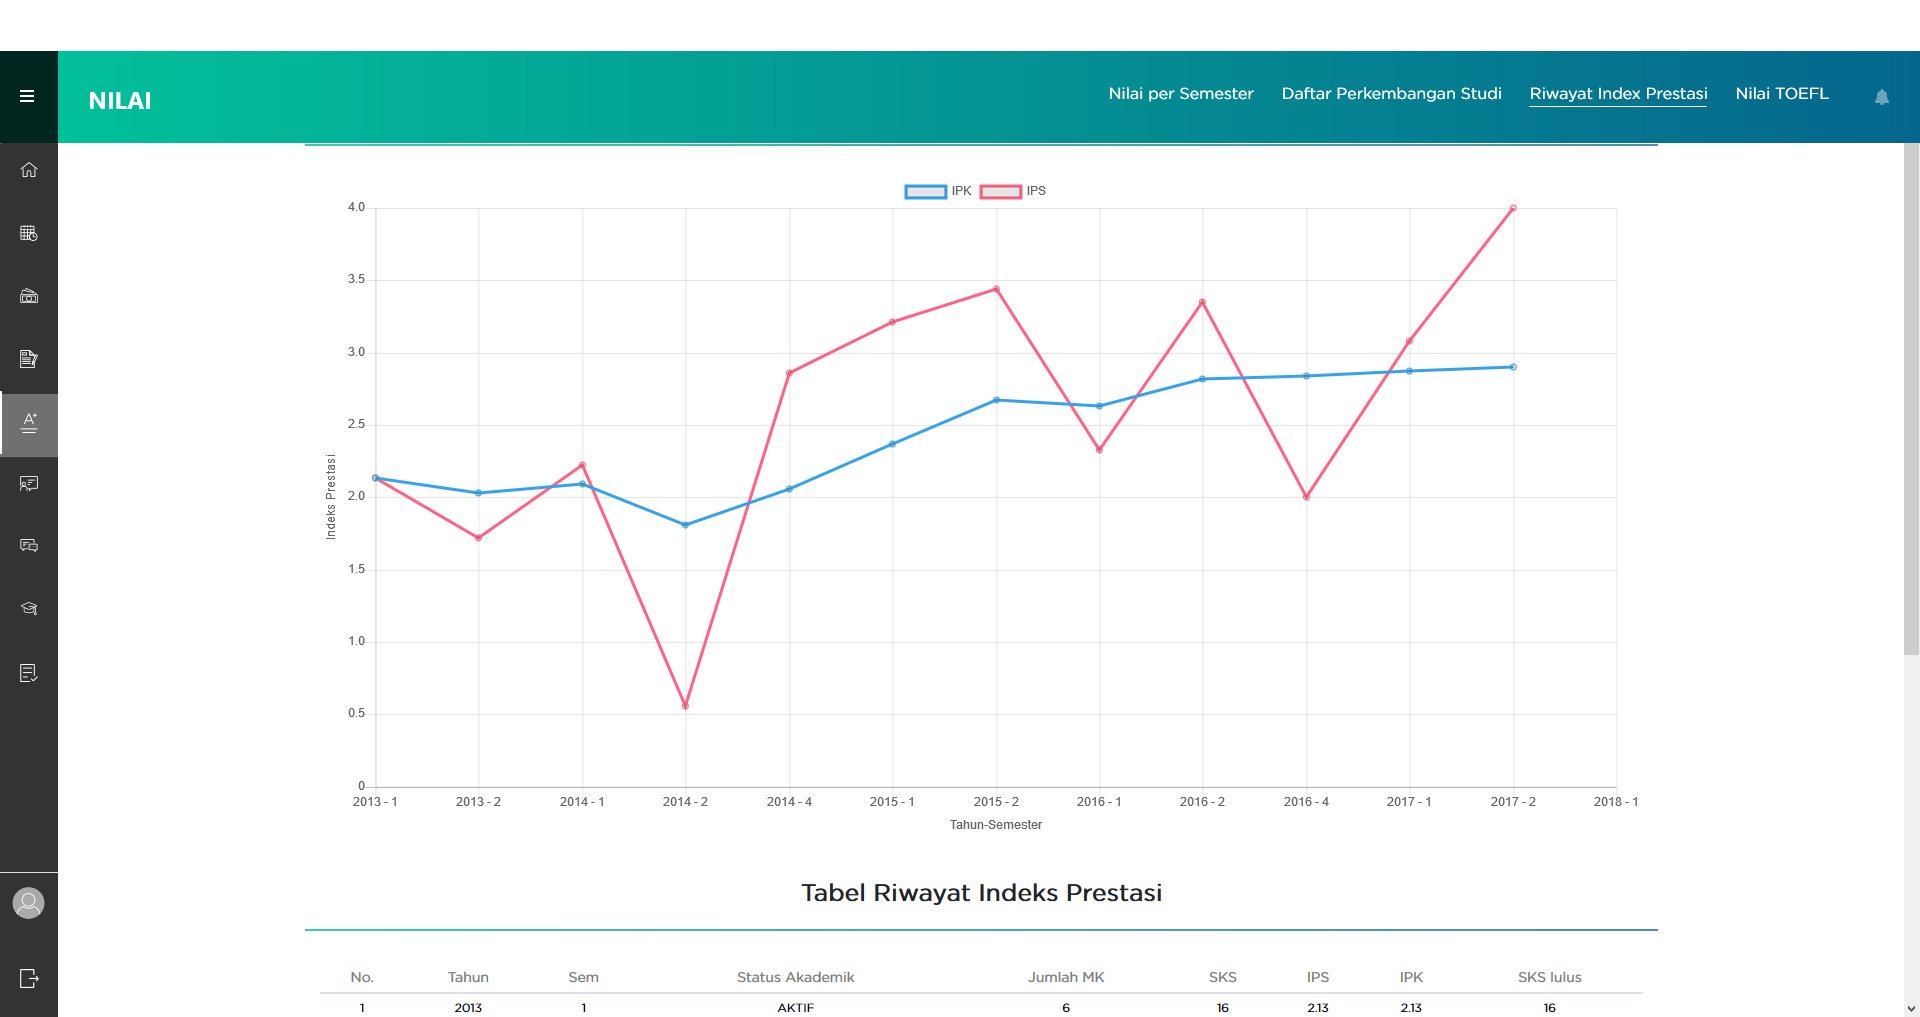 NILAI
Nilai per Semester Daftar Perkembangan Studi Riwayat Index Prestasi Nilai TOEFL
IPK IPS
4.0
3.5
3.0
2.5
2.0
1.5
1.0
0.5
0
Indeks Prestasi
2013 - 1 2013 - 2 2014 - 1 2014 - 2 2014 - 4 2015 - 1 2015 - 2 2016 - 1 2016 - 2 2016 - 4 2017 - 1 2017 - 2 2018 - 1
Tahun-Semester
Tabel Riwayat Indeks Prestasi
No. Tahun Sem Status Akademik Jumlah MK SKS IPS IPK SKS lulus
1 2013 1 AKTIF 6 16 2.13 2.13 16